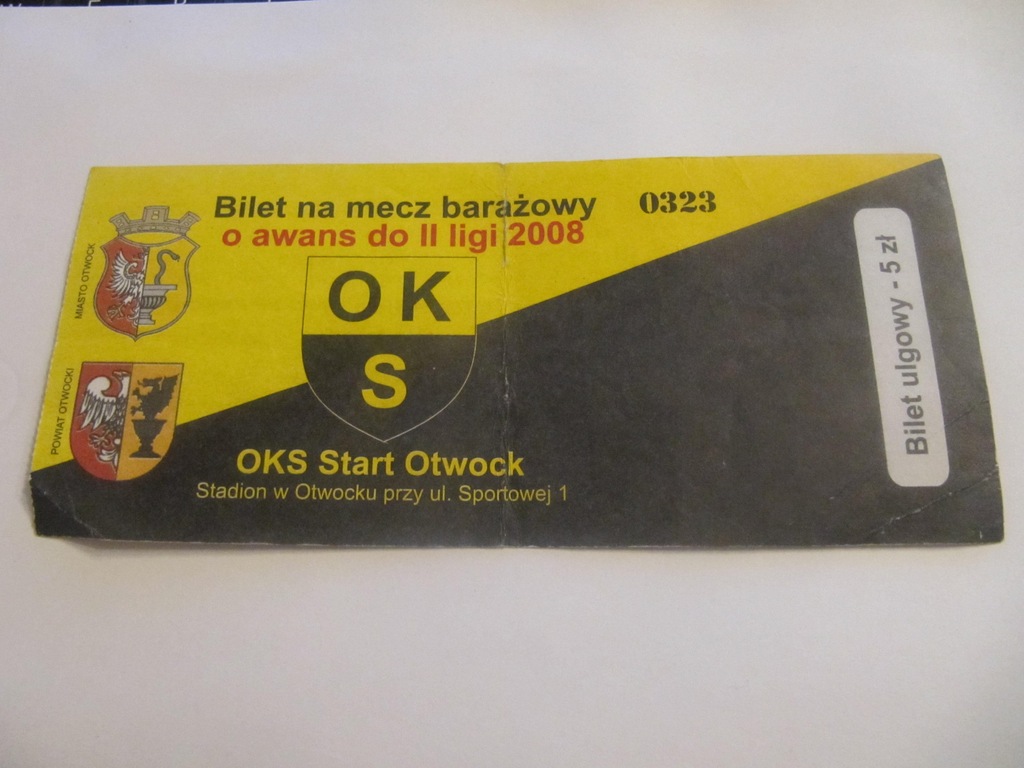 Bilet na mecz barażowy
0323
o awans do II ligi 2008
MIASTO OTWOCK
OK
S
POWIAT OTWOCKI
OKS Start Otwock
Stadion w Otwocku przy ul. Sportowej 1
Bilet ulgowy - 5 zł